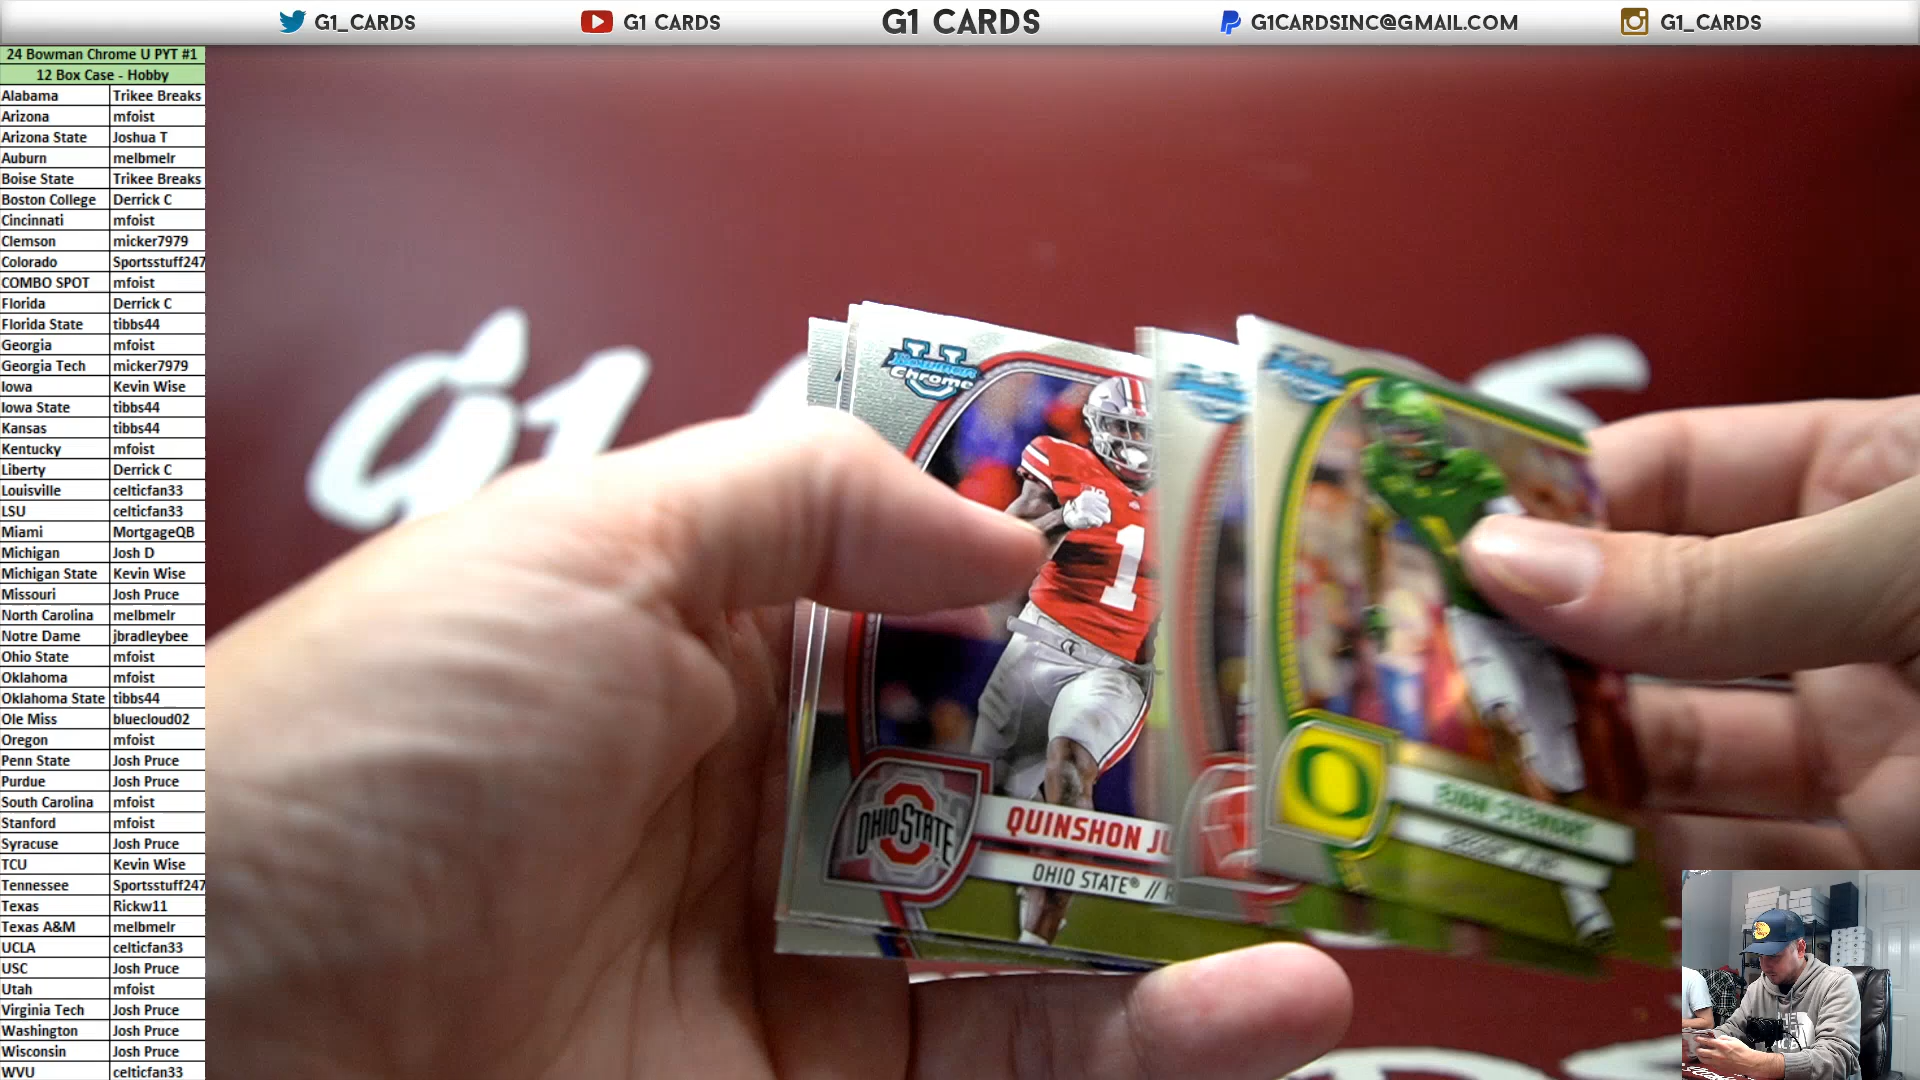 G1_CARDS
G1 CARDS
G1 CARDS
G1CARDSINC@GMAIL.COM
G1_CARDS
24 Bowman Chrome U PYT #1
12 Box Case - Hobby
Alabama Trikee Breaks
Arizona mfoist
Arizona State Joshua T
Auburn melbmelr
Boise State Trikee Breaks
Boston College Derrick C
Cincinnati mfoist
Clemson micker7979
Colorado Sportsstuff247
COMBO SPOT mfoist
Florida Derrick C
Florida State tibbs44
Georgia mfoist
Georgia Tech micker7979
Iowa Kevin Wise
Iowa State tibbs44
Kansas tibbs44
Kentucky mfoist
Liberty Derrick C
Louisville celticfan33
LSU celticfan33
Miami MortgageQB
Michigan Josh D
Michigan State Kevin Wise
Missouri Josh Pruce
North Carolina melbmelr
Notre Dame jbradleybee
Ohio State mfoist
Oklahoma mfoist
Oklahoma State tibbs44
Ole Miss bluecloud02
Oregon mfoist
Penn State Josh Pruce
Purdue Josh Pruce
South Carolina mfoist
Stanford mfoist
Syracuse Josh Pruce
TCU Kevin Wise
Tennessee Sportsstuff247
Texas Rickw11
Texas A&M melbmelr
UCLA celticfan33
USC Josh Pruce
Utah mfoist
Virginia Tech Josh Pruce
Washington Josh Pruce
Wisconsin Josh Pruce
WVU celticfan33
G1
U
Bowman
Chrome
1
OHIO STATE
QUINSHON JU
OHIO STATE® // R
O